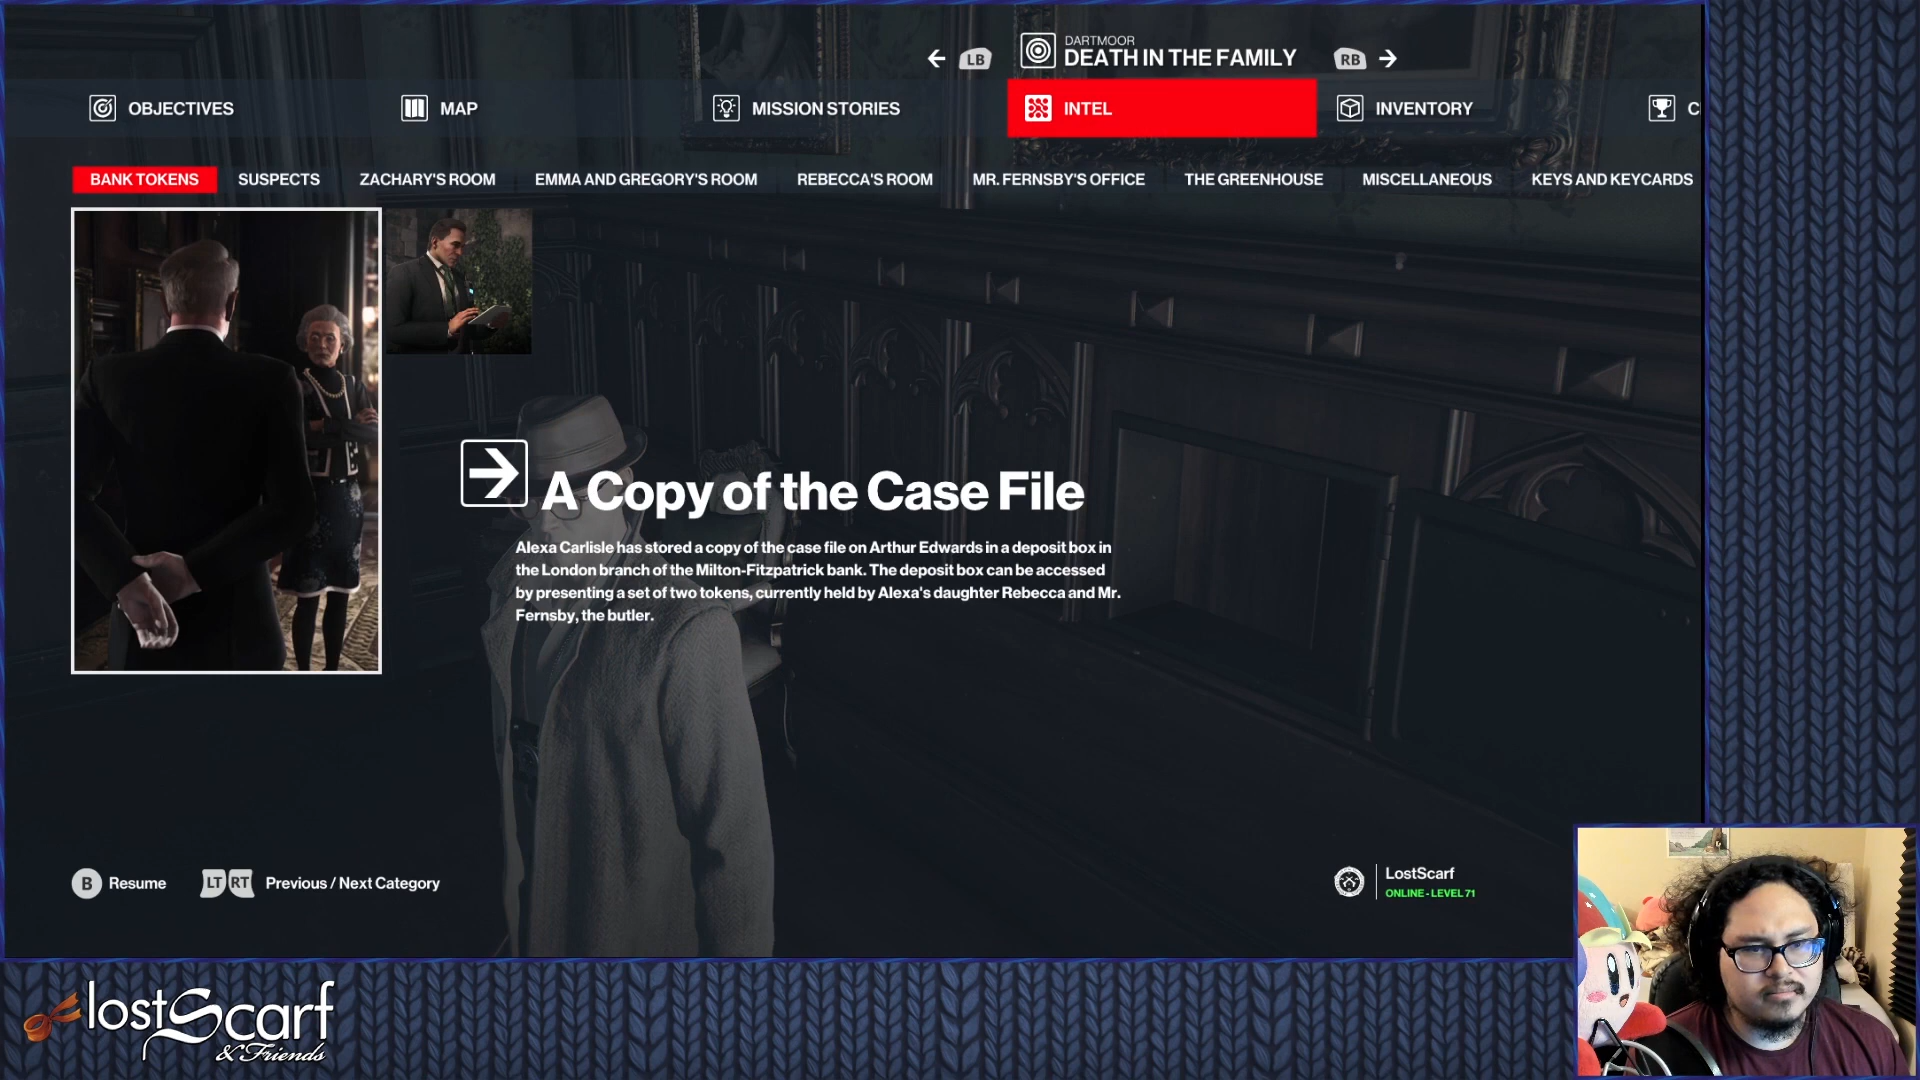 LB
DARTMOOR
DEATH IN THE FAMILY
RB
OBJECTIVES
MAP
MISSION STORIES
INTEL
INVENTORY
C
BANK TOKENS
SUSPECTS
ZACHARY'S ROOM
EMMA AND GREGORY'S ROOM
REBECCA'S ROOM
MR. FERNSBY'S OFFICE
THE GREENHOUSE
MISCELLANEOUS
KEYS AND KEYCARDS
A Copy of the Case File
Alexa Carlisle has stored a copy of the case file on Arthur Edwards in a deposit box in
the London branch of the Milton-Fitzpatrick bank. The deposit box can be accessed
by presenting a set of two tokens, currently held by Alexa's daughter Rebecca and Mr.
Fernsby, the butler.
B Resume
LT RT Previous / Next Category
LostScarf
ONLINE - LEVEL 71
lostScarf
& Friends